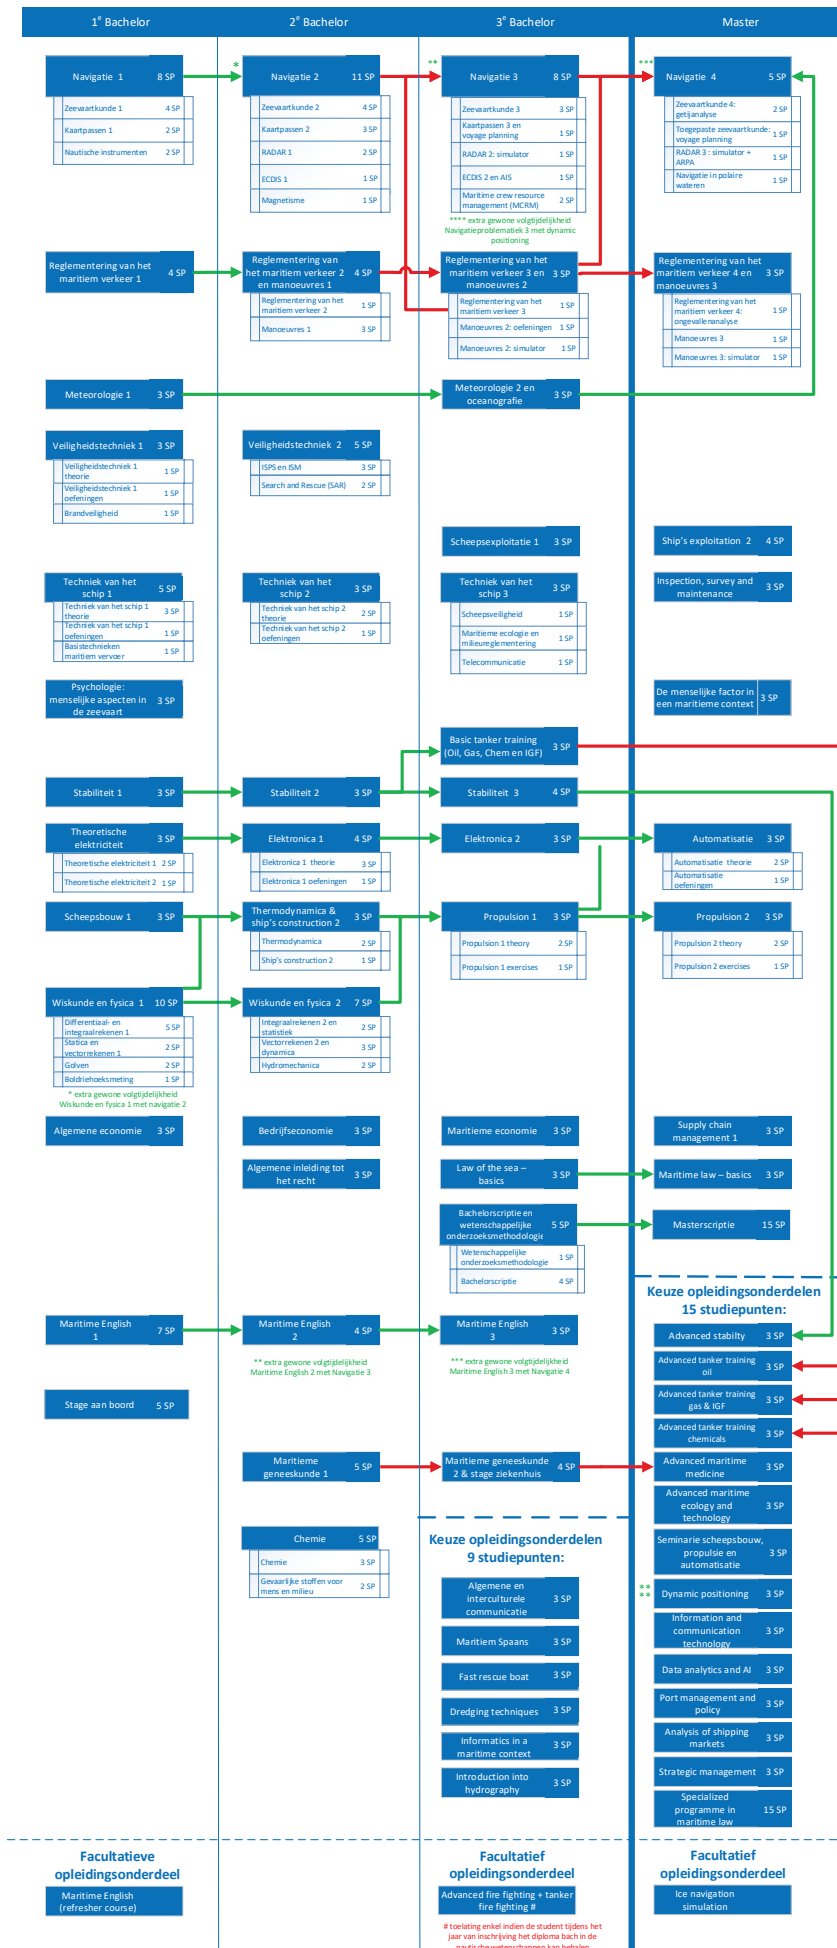 1e Bachelor
2e Bachelor
3e Bachelor
Master
Navigatie 1 8 SP
Zeevaartkunde 1 4 SP
Kaartpassen 1 2 SP
Nautische instrumenten 2 SP
*
Navigatie 2 11 SP
Zeevaartkunde 2 4 SP
Kaartpassen 2 3 SP
RADAR 1 2 SP
ECDIS 1 1 SP
Magnetisme 1 SP
**
Navigatie 3 8 SP
Zeevaartkunde 3 3 SP
Kaartpassen 3 en
voyage planning 1 SP
RADAR 2: simulator 1 SP
ECDIS 2 en AIS 1 SP
Maritime crew resource
management (MCRM) 2 SP
**** extra gewone volgtijdelijkheid
Navigatieproblematiek 3 met dynamic
positioning
***
Navigatie 4 5 SP
Zeevaartkunde 4:
getijanalyse 2 SP
Toegepaste zeevaartkunde:
voyage planning 1 SP
RADAR 3 : simulator +
ARPA 1 SP
Navigatie in polaire
wateren 1 SP
Reglementering van het
maritiem verkeer 1 4 SP
Reglementering van
het maritiem verkeer 2
en manoeuvres 1 4 SP
Reglementering van het
maritiem verkeer 2 1 SP
Manoeuvres 1 3 SP
Reglementering van het
maritiem verkeer 3 en
manoeuvres 2 3 SP
Reglementering van het
maritiem verkeer 3 1 SP
Manoeuvres 2: oefeningen 1 SP
Manoeuvres 2: simulator 1 SP
Reglementering van het
maritiem verkeer 4 en
manoeuvres 3 3 SP
Reglementering van het
maritiem verkeer 4:
ongevallenanalyse 1 SP
Manoeuvres 3 1 SP
Manoeuvres 3: simulator 1 SP
Meteorologie 1 3 SP
Meteorologie 2 en
oceanografie 3 SP
Veiligheidstechniek 1 3 SP
Veiligheidstechniek 1
theorie 1 SP
Veiligheidstechniek 1
oefeningen 1 SP
Brandveiligheid 1 SP
Veiligheidstechniek 2 5 SP
ISPS en ISM 3 SP
Search and Rescue (SAR) 2 SP
Scheepsexploitatie 1 3 SP
Ship's exploitation 2 4 SP
Techniek van het
schip 1 5 SP
Techniek van het schip 1
theorie 3 SP
Techniek van het schip 1
oefeningen 1 SP
Basistechnieken
maritiem vervoer 1 SP
Techniek van het
schip 2 3 SP
Techniek van het schip 2
theorie 2 SP
Techniek van het schip 2
oefeningen 1 SP
Techniek van het
schip 3 3 SP
Scheepsveiligheid 1 SP
Maritieme ecologie en
milieureglementering 1 SP
Telecommunicatie 1 SP
Inspection, survey and
maintenance 3 SP
Psychologie:
menselijke aspecten in
de zeevaart 3 SP
De menselijke factor in
een maritieme context 3 SP
Basic tanker training
(Oil, Gas, Chem en IGF) 3 SP
Stabiliteit 1 3 SP
Stabiliteit 2 3 SP
Stabiliteit 3 4 SP
Theoretische
elektriciteit 3 SP
Theoretische elektriciteit 1 2 SP
Theoretische elektriciteit 2 1 SP
Elektronica 1 4 SP
Elektronica 1 theorie 3 SP
Elektronica 1 oefeningen 1 SP
Elektronica 2 3 SP
Automatisatie 3 SP
Automatisatie theorie 2 SP
Automatisatie
oefeningen 1 SP
Scheepsbouw 1 3 SP
Thermodynamica &
ship's construction 2 3 SP
Thermodynamica 2 SP
Ship's construction 2 1 SP
Propulsion 1 3 SP
Propulsion 1 theory 2 SP
Propulsion 1 exercises 1 SP
Propulsion 2 3 SP
Propulsion 2 theory 2 SP
Propulsion 2 exercises 1 SP
Wiskunde en fysica 1 10 SP
Differentiaal- en
integraalrekenen 1 5 SP
Statica en
vectorrekenen 1 2 SP
Golven 2 SP
Boldriehoeksmeting 1 SP
* extra gewone volgtijdelijkheid
Wiskunde en fysica 1 met navigatie 2
Wiskunde en fysica 2 7 SP
Integraalrekenen 2 en
statistiek 2 SP
Vectorrekenen 2 en
dynamica 3 SP
Hydromechanica 2 SP
Algemene economie 3 SP
Bedrijfseconomie 3 SP
Maritieme economie 3 SP
Supply chain
management 1 3 SP
Algemene inleiding tot
het recht 3 SP
Law of the sea –
basics 3 SP
Maritime law – basics 3 SP
Bachelorscriptie en
wetenschappelijke
onderzoeksmethodologie 5 SP
Wetenschappelijke
onderzoeksmethodologie 1 SP
Bachelorscriptie 4 SP
Masterscriptie 15 SP
Maritime English
1 7 SP
Maritime English
2 4 SP
** extra gewone volgtijdelijkheid
Maritime English 2 met Navigatie 3
Maritime English
3 3 SP
*** extra gewone volgtijdelijkheid
Maritime English 3 met Navigatie 4
Stage aan boord 5 SP
Maritieme
geneeskunde 1 5 SP
Maritieme geneeskunde
2 & stage ziekenhuis 4 SP
Chemie 5 SP
Chemie 3 SP
Gevaarlijke stoffen voor
mens en milieu 2 SP
Keuze opleidingsonderdelen
9 studiepunten:
Algemene en
interculturele
communicatie 3 SP
Maritiem Spaans 3 SP
Fast rescue boat 3 SP
Dredging techniques 3 SP
Informatics in a
maritime context 3 SP
Introduction into
hydrography 3 SP
Keuze opleidingsonderdelen
15 studiepunten:
Advanced stabilty 3 SP
Advanced tanker training
oil 3 SP
Advanced tanker training
gas & IGF 3 SP
Advanced tanker training
chemicals 3 SP
Advanced maritime
medicine 3 SP
Advanced maritime
ecology and
technology 3 SP
Seminarie scheepsbouw,
propulsie en
automatisatie 3 SP
**
**
Dynamic positioning 3 SP
Information and
communication
technology 3 SP
Data analytics and AI 3 SP
Port management and
policy 3 SP
Analysis of shipping
markets 3 SP
Strategic management 3 SP
Specialized
programme in
maritime law 15 SP
Facultatieve
opleidingsonderdeel
Maritime English
(refresher course)
Facultatief
opleidingsonderdeel
Advanced fire fighting + tanker
fire fighting #
# toelating enkel indien de student tijdens het
jaar van inschrijving het diploma bach in de
nautische wetenschappen kan behalen
Facultatief
opleidingsonderdeel
Ice navigation
simulation